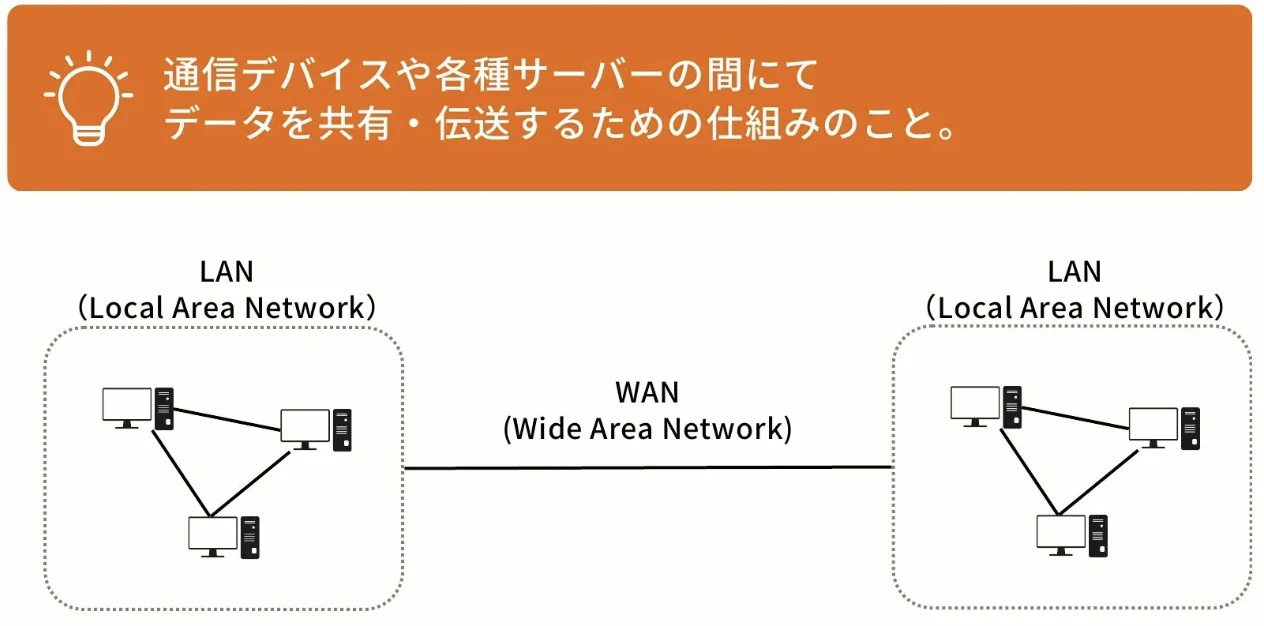 通信デバイスや各種サーバーの間にて
データを共有・伝送するための仕組みのこと。
LAN
（Local Area Network）
LAN
（Local Area Network）
WAN
(Wide Area Network)